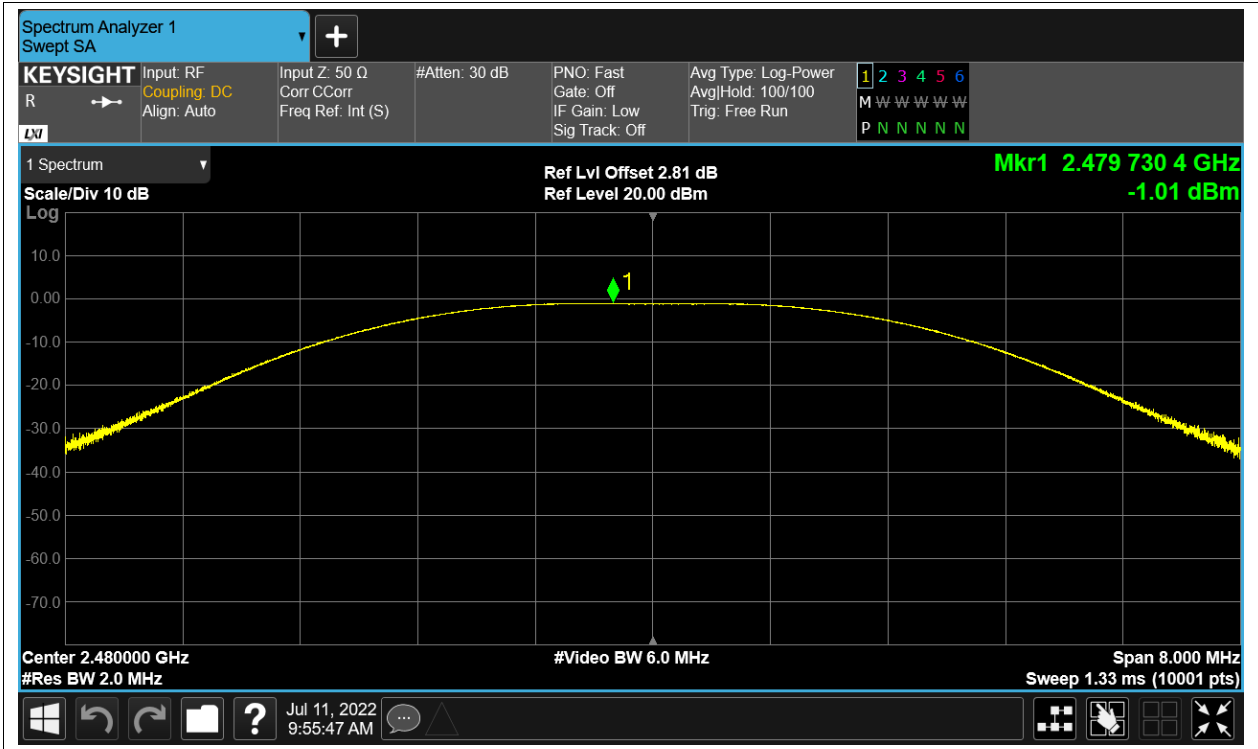 Spectrum Analyzer 1
Swept SA
+
KEYSIGHT
R
LXI
Input: RF
Coupling: DC
Align: Auto
Input Z: 50 Ω
Corr CCorr
Freq Ref: Int (S)
#Atten: 30 dB
PNO: Fast
Gate: Off
IF Gain: Low
Sig Track: Off
Avg Type: Log-Power
Avg|Hold: 100/100
Trig: Free Run
1 2 3 4 5 6
M W W W W W
P N N N N N
1 Spectrum
Scale/Div 10 dB
Log
Ref Lvl Offset 2.81 dB
Ref Level 20.00 dBm
Mkr1 2.479 730 4 GHz
-1.01 dBm
1
10.0
0.00
-10.0
-20.0
-30.0
-40.0
-50.0
-60.0
-70.0
Center 2.480000 GHz
#Res BW 2.0 MHz
#Video BW 6.0 MHz
Span 8.000 MHz
Sweep 1.33 ms (10001 pts)
?
Jul 11, 2022
9:55:47 AM